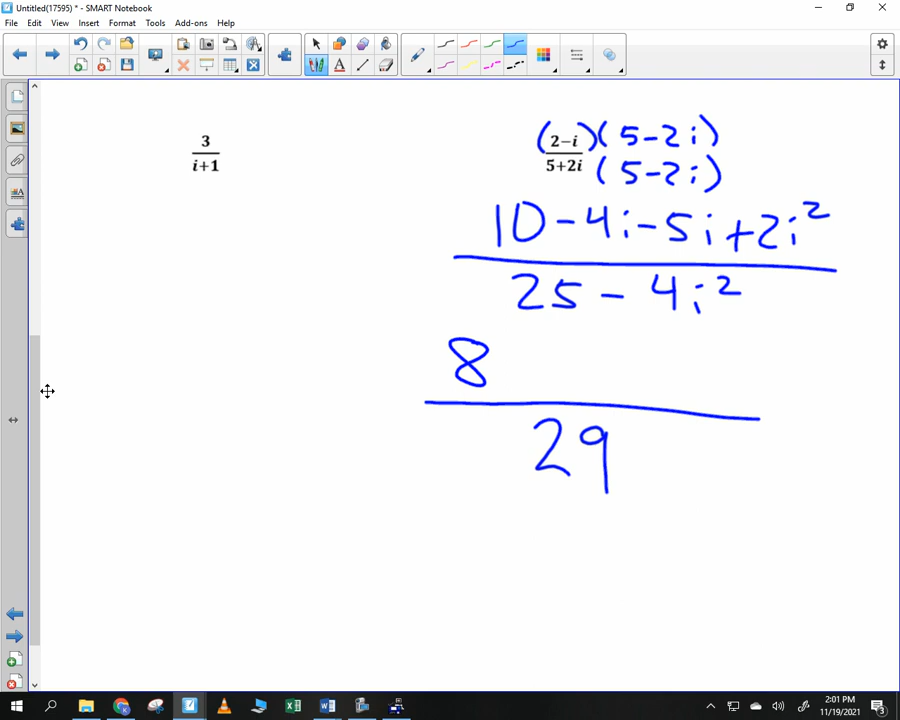 Untitled(17595) * - SMART Notebook
File Edit View Insert Format Tools Add-ons Help
3
i+1
(2−i)(5-2i)
5+2i (5-2i)
10-4i-5i+2i²
25-4i²
8
29
2:01 PM
11/19/2021
3